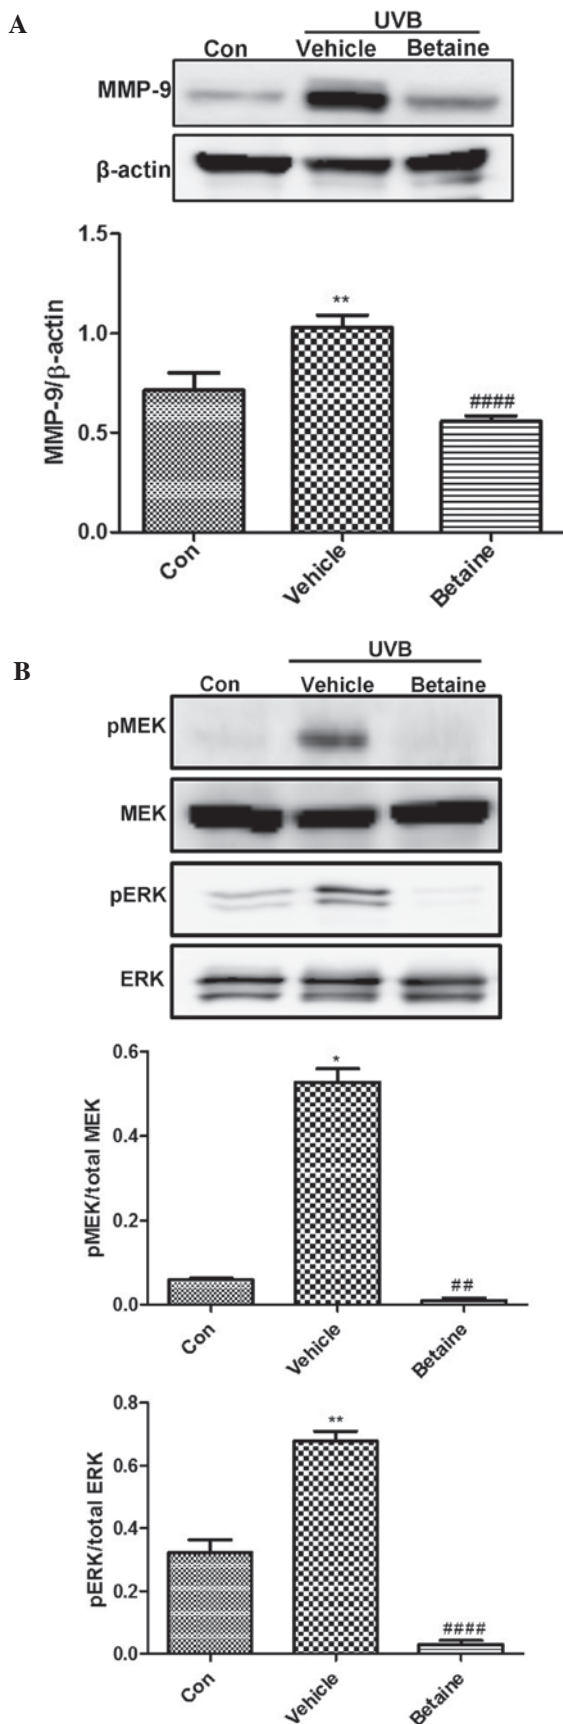 A
UVB
Con Vehicle Betaine
MMP-9
β-actin
1.5
1.0
0.5
0.0
MMP-9/β-actin
**
####
Con
Vehicle
Betaine
B
UVB
Con Vehicle Betaine
pMEK
MEK
pERK
ERK
0.6
0.4
0.2
0.0
pMEK/total MEK
*
##
Con
Vehicle
Betaine
0.8
0.6
0.4
0.2
0.0
pERK/total ERK
**
####
Con
Vehicle
Betaine